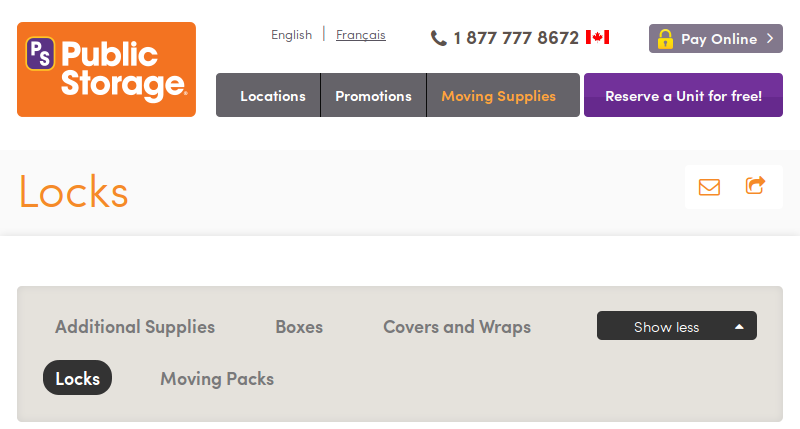 PS Public Storage®
English | Français
1 877 777 8672
Pay Online
Locations
Promotions
Moving Supplies
Reserve a Unit for free!
Locks
Additional Supplies
Boxes
Covers and Wraps
Show less
Locks
Moving Packs